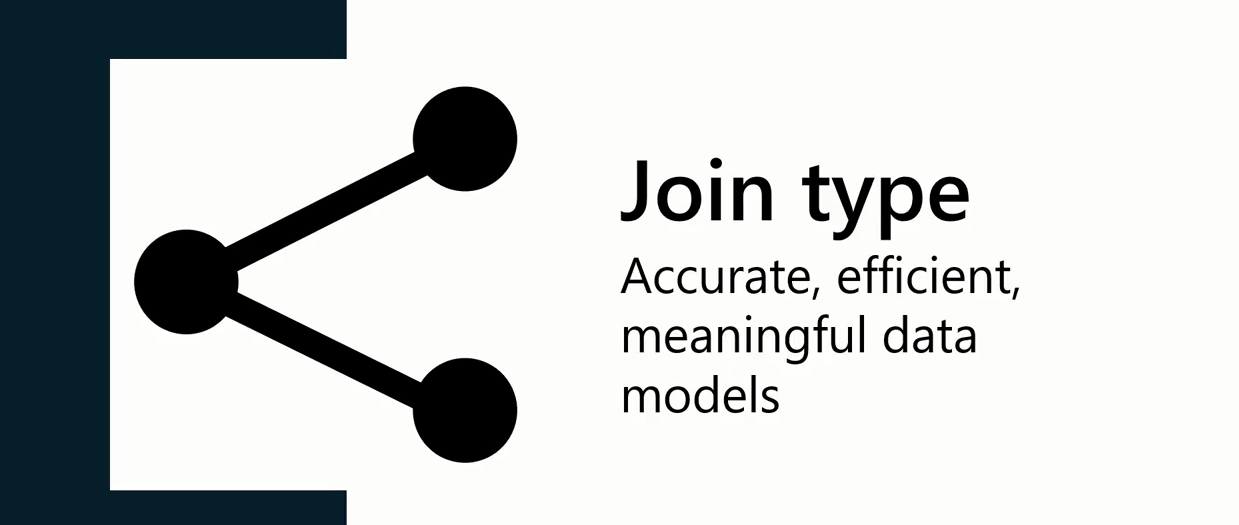 Join type
Accurate, efficient,
meaningful data
models